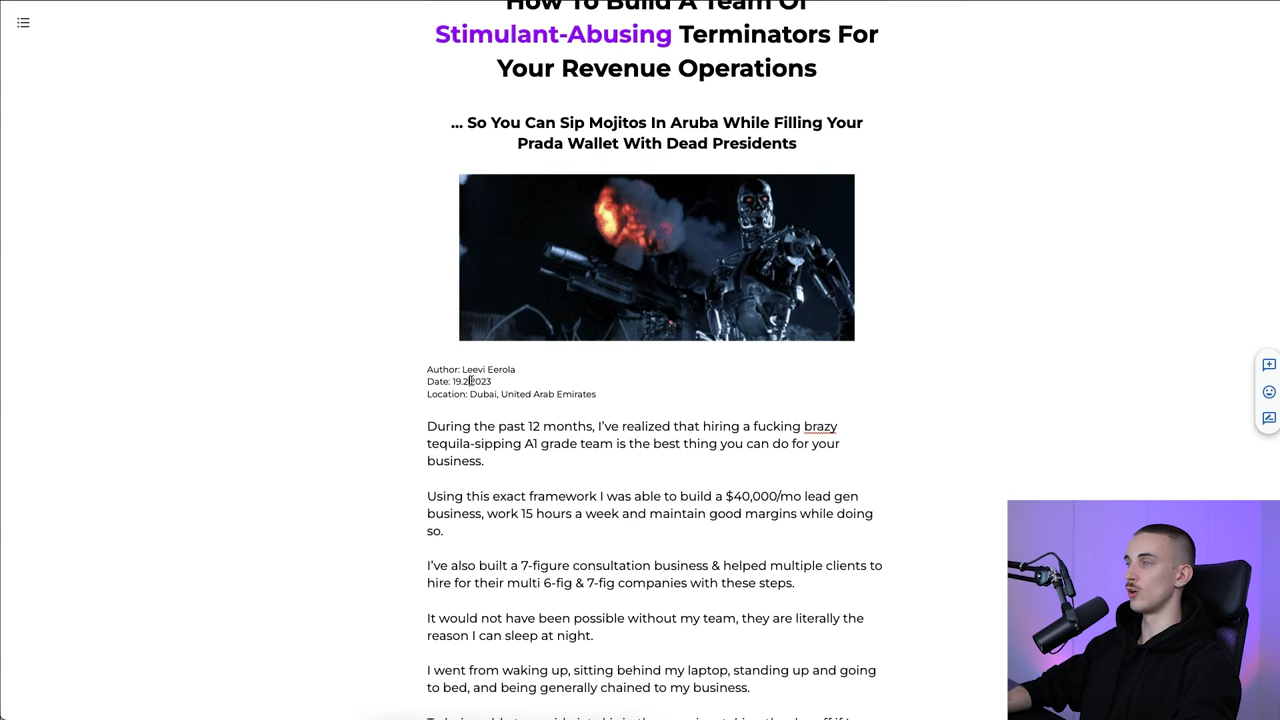 How To Build A Team Of
Stimulant-Abusing Terminators For
Your Revenue Operations
... So You Can Sip Mojitos In Aruba While Filling Your
Prada Wallet With Dead Presidents
Author: Leevi Eerola
Date: 19.2.2023
Location: Dubai, United Arab Emirates
During the past 12 months, I’ve realized that hiring a fucking brazy
tequila-sipping A1 grade team is the best thing you can do for your
business.
Using this exact framework I was able to build a $40,000/mo lead gen
business, work 15 hours a week and maintain good margins while doing
so.
I’ve also built a 7-figure consultation business & helped multiple clients to
hire for their multi 6-fig & 7-fig companies with these steps.
It would not have been possible without my team, they are literally the
reason I can sleep at night.
I went from waking up, sitting behind my laptop, standing up and going
to bed, and being generally chained to my business.